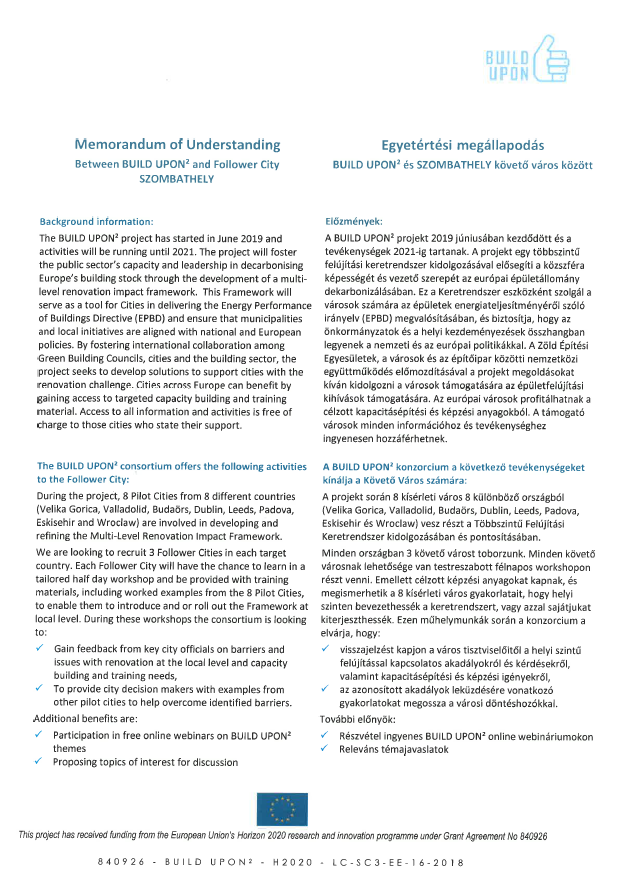 BUILD
UPON
Memorandum of Understanding
Between BUILD UPON² and Follower City
SZOMBATHELY
Background information:
The BUILD UPON² project has started in June 2019 and
activities will be running until 2021. The project will foster
the public sector's capacity and leadership in decarbonising
Europe's building stock through the development of a multi-
level renovation impact framework. This Framework will
serve as a tool for Cities in delivering the Energy Performance
of Buildings Directive (EPBD) and ensure that municipalities
and local initiatives are aligned with national and European
policies. By fostering international collaboration among
Green Building Councils, cities and the building sector, the
project seeks to develop solutions to support cities with the
renovation challenge. Cities across Europe can benefit by
gaining access to targeted capacity building and training
material. Access to all information and activities is free of
charge to those cities who state their support.
The BUILD UPON² consortium offers the following activities
to the Follower City:
During the project, 8 Pilot Cities from 8 different countries
(Velika Gorica, Valladolid, Budaörs, Dublin, Leeds, Padova,
Eskisehir and Wroclaw) are involved in developing and
refining the Multi-Level Renovation Impact Framework.
We are looking to recruit 3 Follower Cities in each target
country. Each Follower City will have the chance to learn in a
tailored half day workshop and be provided with training
materials, including worked examples from the 8 Pilot Cities,
to enable them to introduce and or roll out the Framework at
local level. During these workshops the consortium is looking
to:
✓ Gain feedback from key city officials on barriers and
issues with renovation at the local level and capacity
building and training needs,
✓ To provide city decision makers with examples from
other pilot cities to help overcome identified barriers.
Additional benefits are:
✓ Participation in free online webinars on BUILD UPON²
themes
✓ Proposing topics of interest for discussion
Egyetértési megállapodás
BUILD UPON² és SZOMBATHELY követő város között
Előzmények:
A BUILD UPON² projekt 2019 júniusában kezdődött és a
tevékenységek 2021-ig tartanak. A projekt egy többszintű
felújítási keretrendszer kidolgozásával elősegíti a közszféra
képességét és vezető szerepét az európai épületállomány
dekarbonizálásában. Ez a Keretrendszer eszközként szolgál a
városok számára az épületek energiateljesítményéről szóló
irányelv (EPBD) megvalósításában, és biztosítja, hogy az
önkormányzatok és a helyi kezdeményezések összhangban
legyenek a nemzeti és az európai politikákkal. A Zöld Építési
Egyesületek, a városok és az építőipar közötti nemzetközi
együttműködés előmozdításával a projekt megoldásokat
kíván kidolgozni a városok támogatására az épületfelújítási
kihívások támogatására. Az európai városok profitálhatnak a
célzott kapacitásépítési és képzési anyagokból. A támogató
városok minden információhoz és tevékenységhez
ingyenesen hozzáférhetnek.
A BUILD UPON² konzorcium a következő tevékenységeket
kínálja a Követő Város számára:
A projekt során 8 kísérleti város 8 különböző országból
(Velika Gorica, Valladolid, Budaörs, Dublin, Leeds, Padova,
Eskisehir és Wroclaw) vesz részt a Többszintű Felújítási
Keretrendszer kidolgozásában és pontosításában.
Minden országban 3 követő várost toborzunk. Minden követő
városnak lehetősége van testreszabott félnapos workshopon
részt venni. Emellett célzott képzési anyagokat kapnak, és
megismerhetik a 8 kísérleti város gyakorlatait, hogy helyi
szinten bevezethessék a keretrendszert, vagy azzal sajátjukat
kiterjeszthessék. Ezen műhelymunkák során a konzorcium a
elvárja, hogy:
✓ visszajelzést kapjon a város tisztviselőitől a helyi szintű
felújítással kapcsolatos akadályokról és kérdésekről,
valamint kapacitásépítési és képzési igényekről,
✓ az azonosított akadályok leküzdésére vonatkozó
gyakorlatokat megossza a városi döntéshozókkal.
További előnyök:
✓ Részvétel ingyenes BUILD UPON² online webináriumokon
✓ Releváns témajavaslatok
This project has received funding from the European Union's Horizon 2020 research and innovation programme under Grant Agreement No 840926
840926 - BUILD UPON² - H2020 - LC-SC3-EE-16-2018